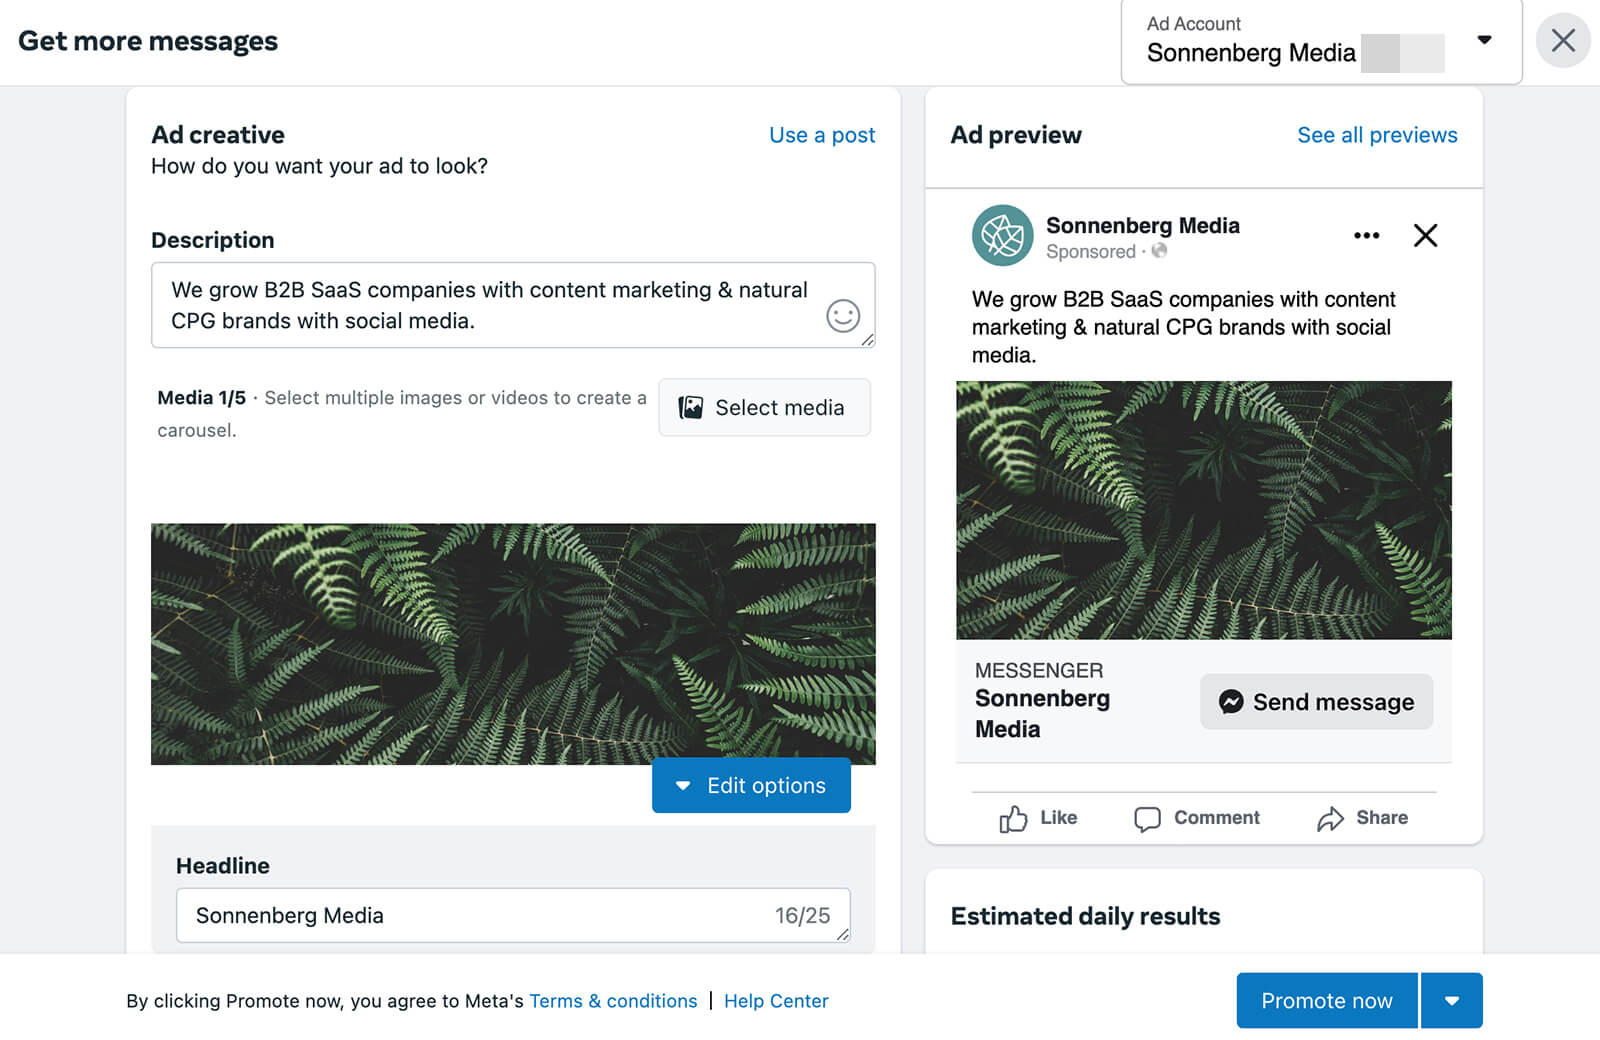 Get more messages
Ad Account
Sonnenberg Media
Ad creative
Use a post
How do you want your ad to look?
Description
We grow B2B SaaS companies with content marketing & natural
CPG brands with social media.
Media 1/5 · Select multiple images or videos to create a
carousel.
Select media
Edit options
Headline
Sonnenberg Media
16/25
Ad preview
See all previews
Sonnenberg Media
Sponsored ·
We grow B2B SaaS companies with content
marketing & natural CPG brands with social
media.
MESSENGER
Sonnenberg
Media
Send message
Like
Comment
Share
Estimated daily results
By clicking Promote now, you agree to Meta's Terms & conditions | Help Center
Promote now